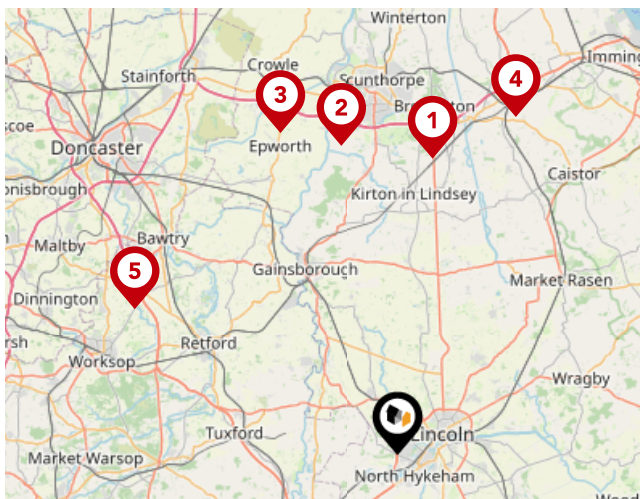 Winterton
Crowle
Stainforth
Scunthorpe
Imming
3
2
4
1
scoe
Doncaster
Epworth
onisbrough
Caistor
Kirton in Lindsey
Maltby
Bawtry
5
Gainsborough
Dinnington
Market Rasen
rsh
Worksop
Retford
Wragby
Tuxford
Lincoln
Market Warsop
North Hykeham